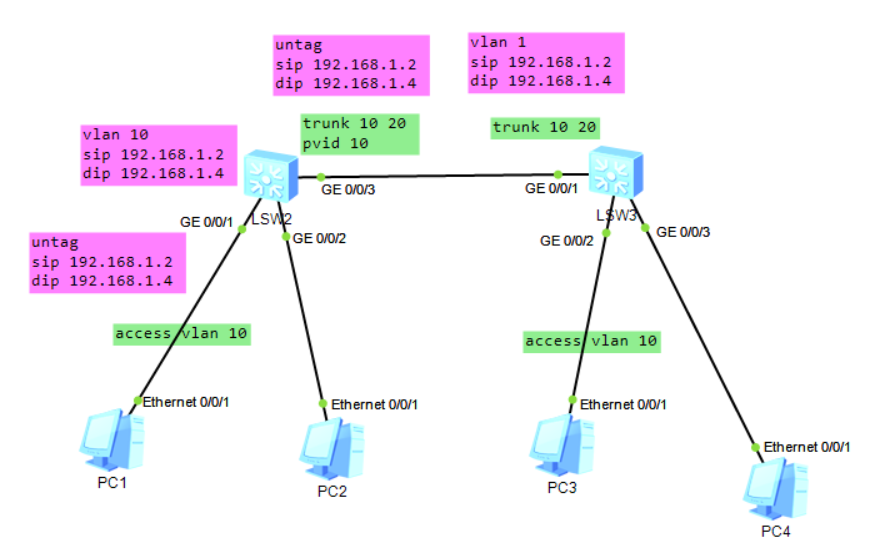 untag
sip 192.168.1.2
dip 192.168.1.4
vlan 1
sip 192.168.1.2
dip 192.168.1.4
trunk 10 20
pvid 10
trunk 10 20
vlan 10
sip 192.168.1.2
dip 192.168.1.4
GE 0/0/3
GE 0/0/1
LSW2
LSW3
GE 0/0/1
GE 0/0/2
GE 0/0/2
GE 0/0/3
untag
sip 192.168.1.2
dip 192.168.1.4
access vlan 10
access vlan 10
Ethernet 0/0/1
Ethernet 0/0/1
Ethernet 0/0/1
Ethernet 0/0/1
PC1
PC2
PC3
PC4